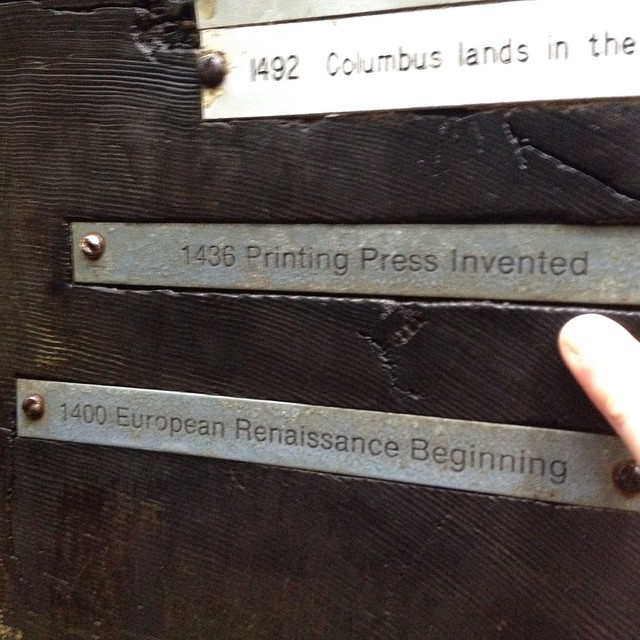 1492 Columbus lands in the
1436 Printing Press Invented
1400 European Renaissance Beginning